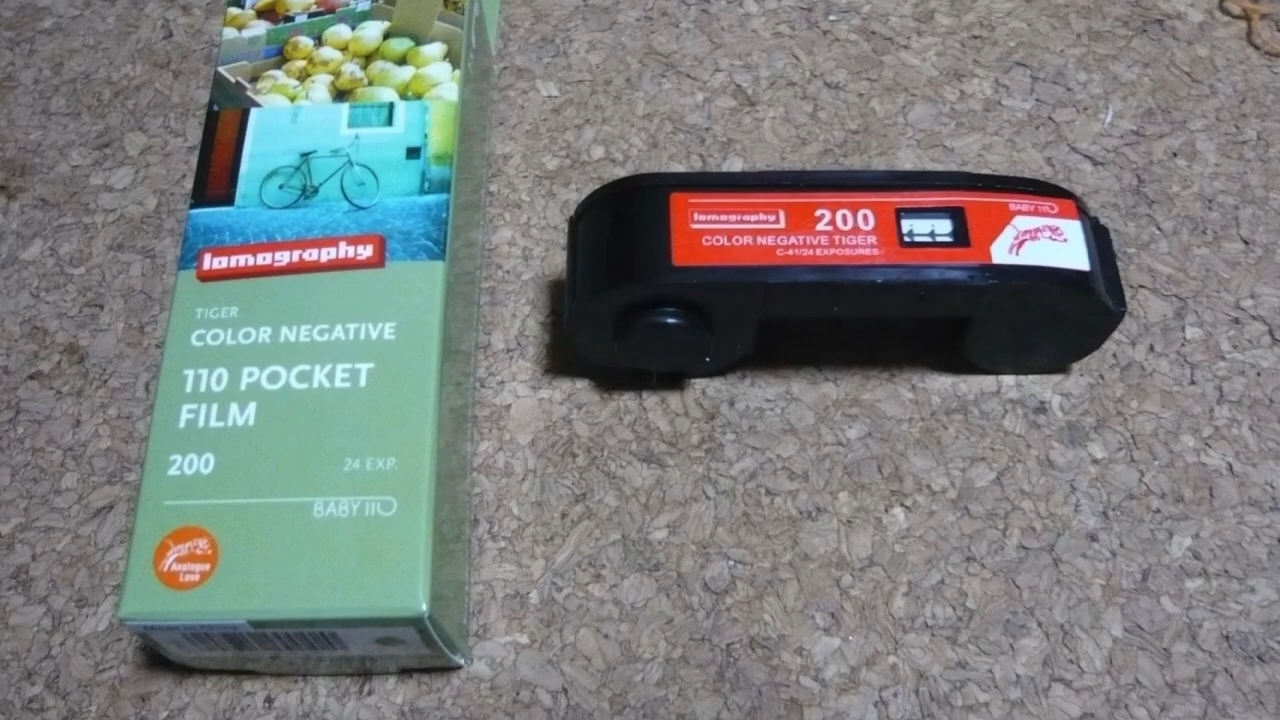 lomography
TIGER
COLOR NEGATIVE
110 POCKET
FILM
200
24 EXP.
BABY 110
Analogue
Love
lomography
200
COLOR NEGATIVE TIGER
C-41/24 EXPOSURES
BABY 110